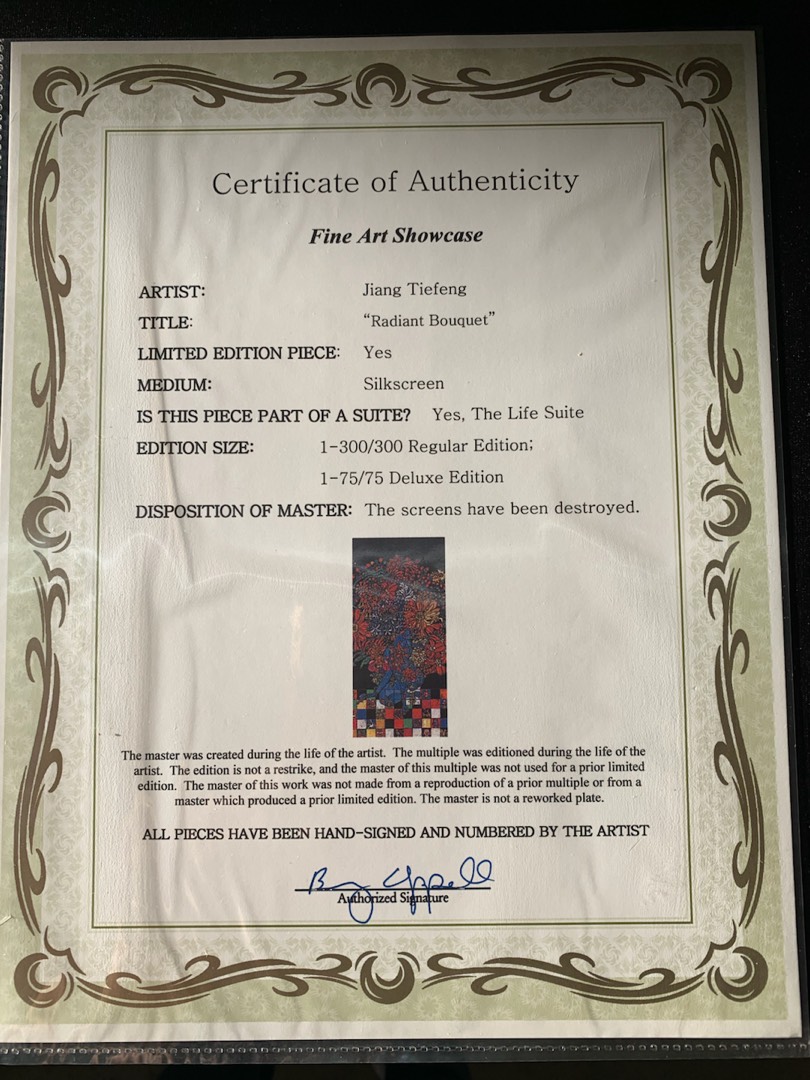 Certificate of Authenticity
Fine Art Showcase
ARTIST: Jiang Tiefeng
TITLE: “Radiant Bouquet”
LIMITED EDITION PIECE: Yes
MEDIUM: Silkscreen
IS THIS PIECE PART OF A SUITE? Yes, The Life Suite
EDITION SIZE: 1-300/300 Regular Edition;
1-75/75 Deluxe Edition
DISPOSITION OF MASTER: The screens have been destroyed.
The master was created during the life of the artist. The multiple was editioned during the life of the
artist. The edition is not a restrike, and the master of this multiple was not used for a prior limited
edition. The master of this work was not made from a reproduction of a prior multiple or from a
master which produced a prior limited edition. The master is not a reworked plate.
ALL PIECES HAVE BEEN HAND-SIGNED AND NUMBERED BY THE ARTIST
Authorized Signature